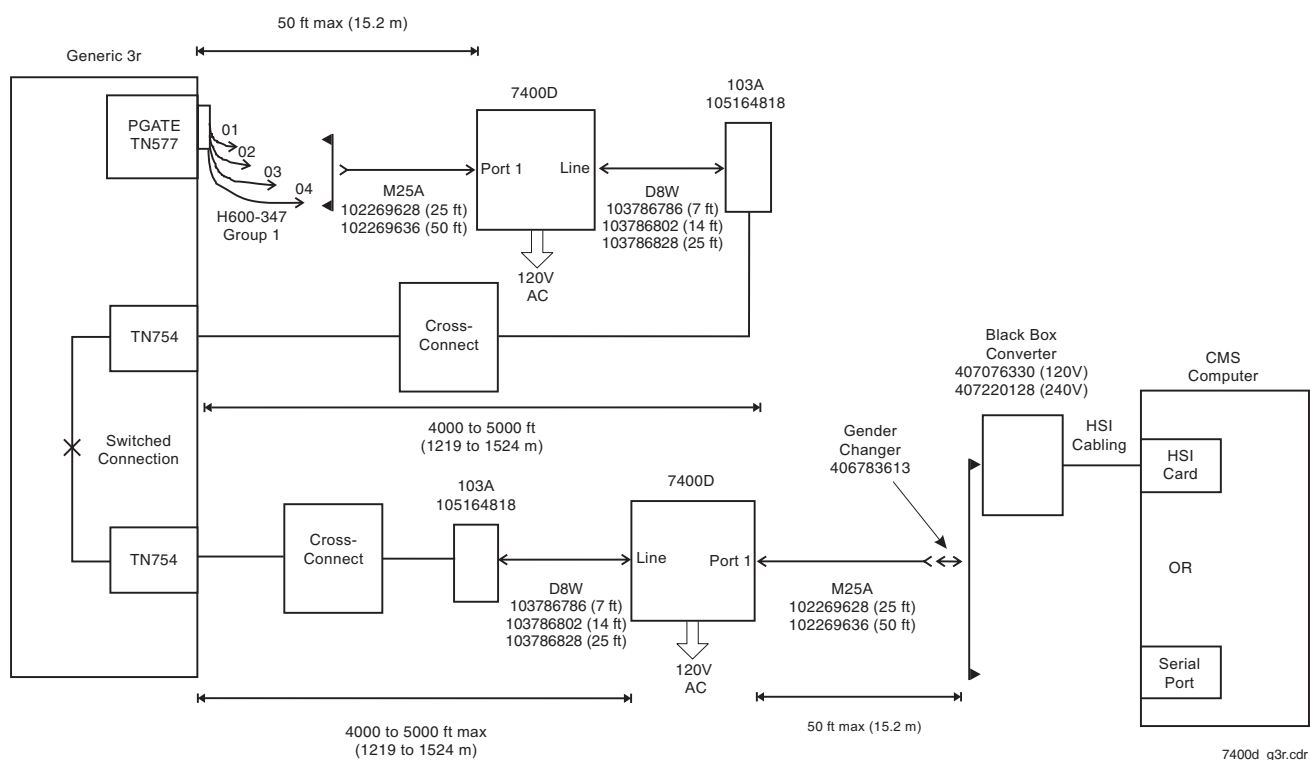 50 ft max (15.2 m)
Generic 3r
PGATE
TN577
01
02
03
04
H600-347
Group 1
M25A
102269628 (25 ft)
102269636 (50 ft)
7400D
Port 1
Line
120V
AC
D8W
103786786 (7 ft)
103786802 (14 ft)
103786828 (25 ft)
103A
105164818
TN754
Cross-
Connect
4000 to 5000 ft
(1219 to 1524 m)
Switched
Connection
TN754
Cross-
Connect
103A
105164818
D8W
103786786 (7 ft)
103786802 (14 ft)
103786828 (25 ft)
7400D
Line
Port 1
120V
AC
M25A
102269628 (25 ft)
102269636 (50 ft)
Gender
Changer
406783613
Black Box
Converter
407076330 (120V)
407220128 (240V)
HSI
Cabling
CMS
Computer
HSI
Card
OR
Serial
Port
4000 to 5000 ft max
(1219 to 1524 m)
50 ft max (15.2 m)
7400d_g3r.cdr